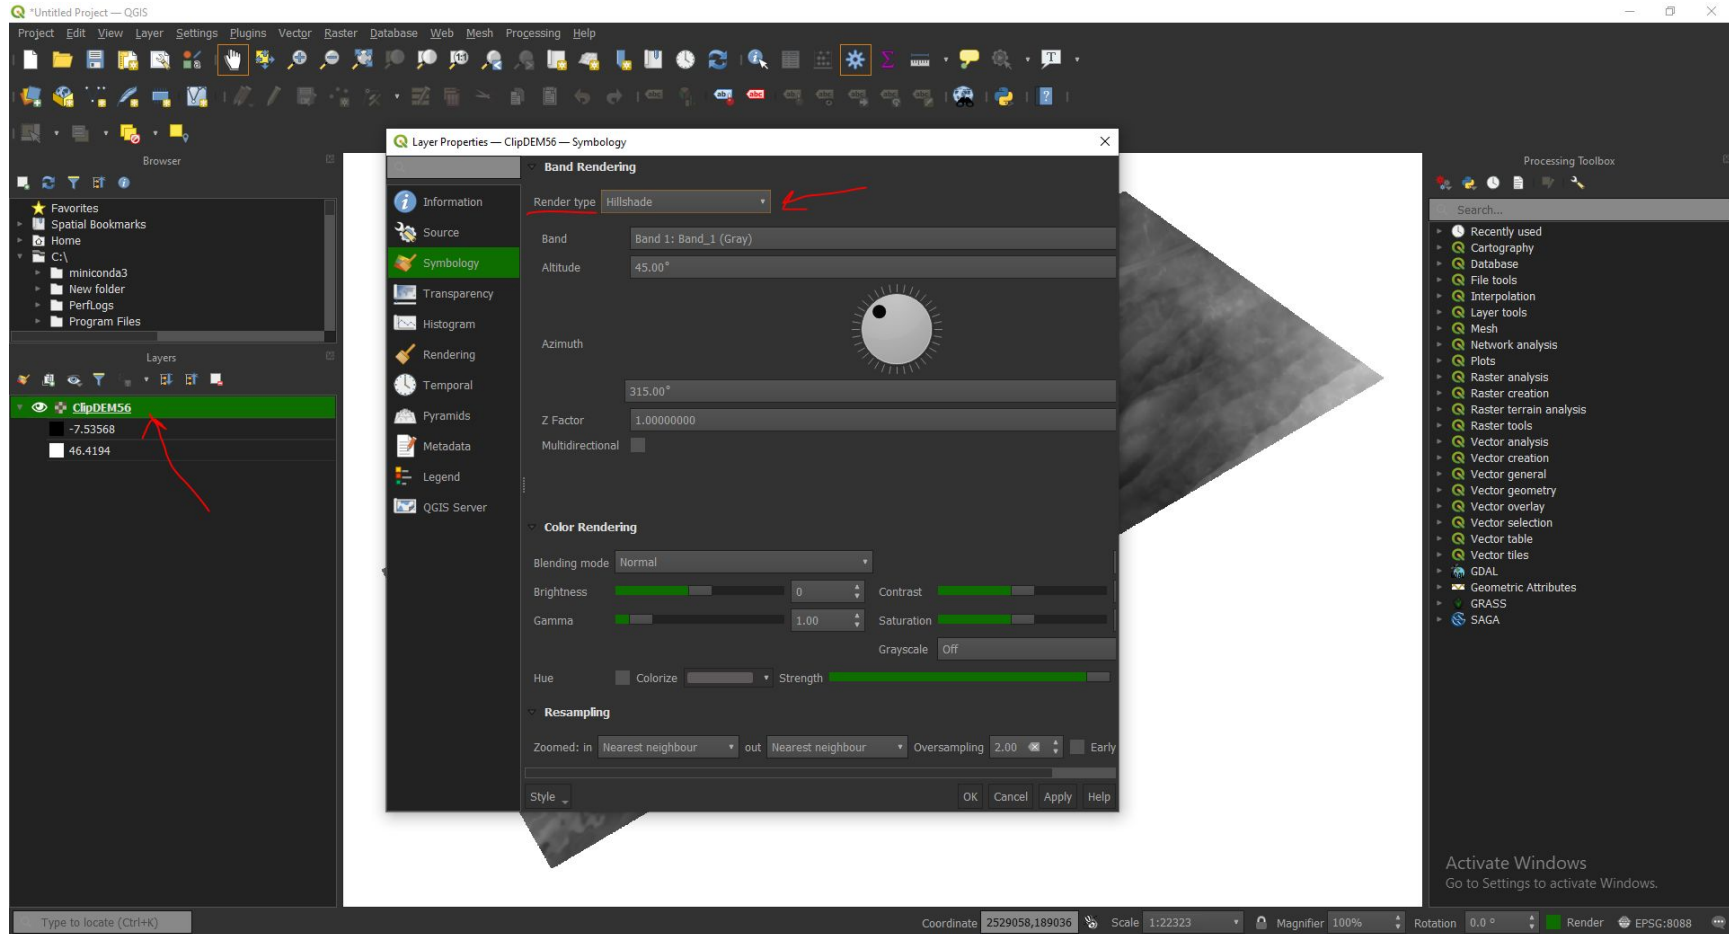 *Untitled Project — QGIS
Project Edit View Layer Settings Plugins Vector Raster Database Web Mesh Processing Help
Browser
Favorites
Spatial Bookmarks
Home
C:\
miniconda3
New folder
PerfLogs
Program Files
Layers
ClipDEM56
-7.53568
46.4194
Type to locate (Ctrl+K)
Layer Properties — ClipDEM56 — Symbology
Information
Source
Symbology
Transparency
Histogram
Rendering
Temporal
Pyramids
Metadata
Legend
QGIS Server
Band Rendering
Render type Hillshade
Band Band 1: Band_1 (Gray)
Altitude 45.00°
Azimuth
315.00°
Z Factor 1.00000000
Multidirectional
Color Rendering
Blending mode Normal
Brightness 0 Contrast
Gamma 1.00 Saturation
Grayscale Off
Hue Colorize Strength
Resampling
Zoomed: in Nearest neighbour out Nearest neighbour Oversampling 2.00 Early
Style OK Cancel Apply Help
Processing Toolbox
Search...
Recently used
Cartography
Database
File tools
Interpolation
Layer tools
Mesh
Network analysis
Plots
Raster analysis
Raster creation
Raster terrain analysis
Raster tools
Vector analysis
Vector creation
Vector general
Vector geometry
Vector overlay
Vector selection
Vector table
Vector tiles
GDAL
Geometric Attributes
GRASS
SAGA
Activate Windows
Go to Settings to activate Windows.
Coordinate 2529058,189036 Scale 1:22323 Magnifier 100% Rotation 0.0 ° Render EPSG:8088